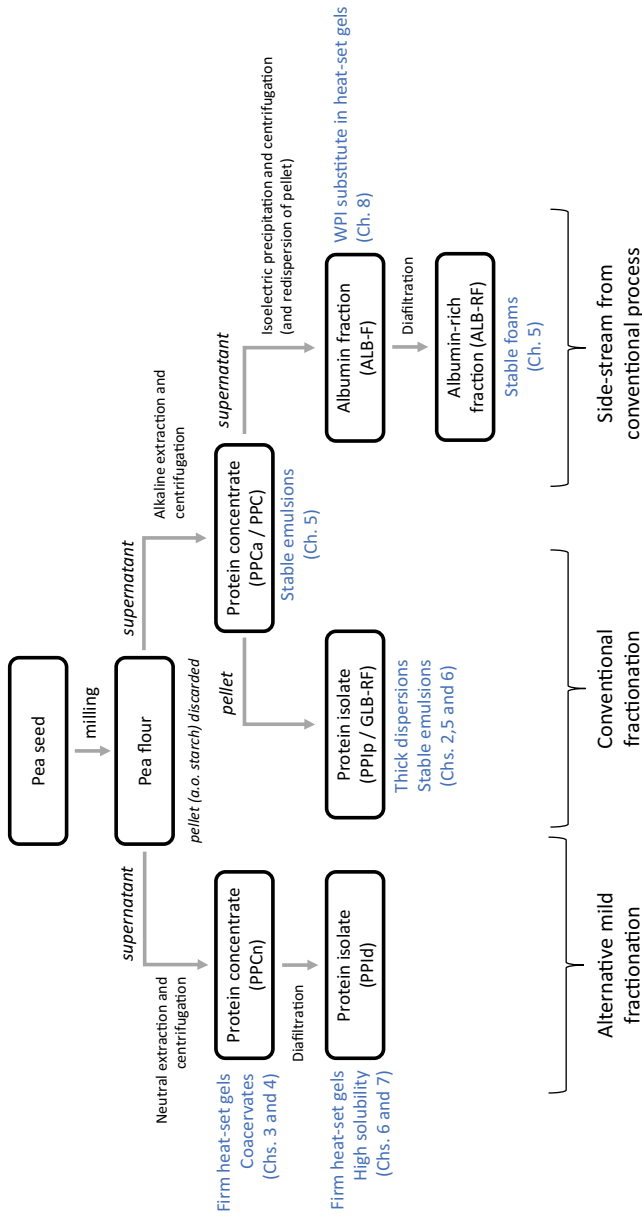 Pea seed
milling
Pea flour
pellet (a.o. starch) discarded
supernatant
Neutral extraction and
centrifugation
supernatant
Alkaline extraction and
centrifugation
Protein concentrate
(PPCn)
Firm heat-set gels
Coacervates
(Chs. 3 and 4)
Diafiltration
Protein isolate
(PPId)
Firm heat-set gels
High solubility
(Chs. 6 and 7)
Protein concentrate
(PPCa / PPC)
Stable emulsions
(Ch. 5)
pellet
supernatant
Isoelectric precipitation and centrifugation
(and redispersion of pellet)
Protein isolate
(PPIp / GLB-RF)
Thick dispersions
Stable emulsions
(Chs. 2,5 and 6)
Albumin fraction
(ALB-F)
WPI substitute in heat-set gels
(Ch. 8)
Diafiltration
Albumin-rich
fraction (ALB-RF)
Stable foams
(Ch. 5)
Alternative mild
fractionation
Conventional
fractionation
Side-stream from
conventional process